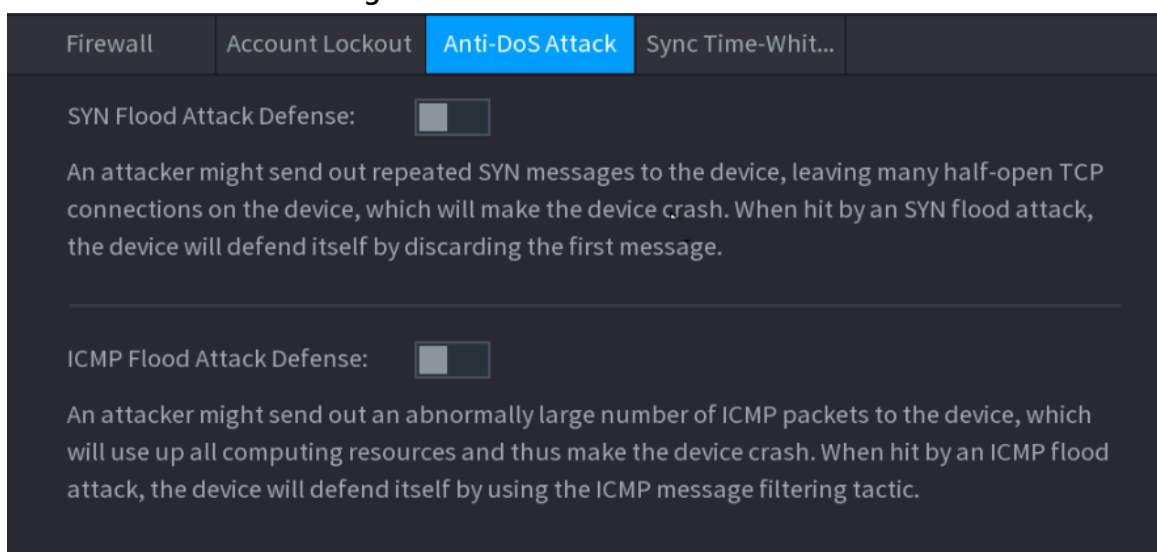 Firewall Account Lockout Anti-DoS Attack Sync Time-Whit...
SYN Flood Attack Defense:
An attacker might send out repeated SYN messages to the device, leaving many half-open TCP
connections on the device, which will make the device crash. When hit by an SYN flood attack,
the device will defend itself by discarding the first message.
ICMP Flood Attack Defense:
An attacker might send out an abnormally large number of ICMP packets to the device, which
will use up all computing resources and thus make the device crash. When hit by an ICMP flood
attack, the device will defend itself by using the ICMP message filtering tactic.